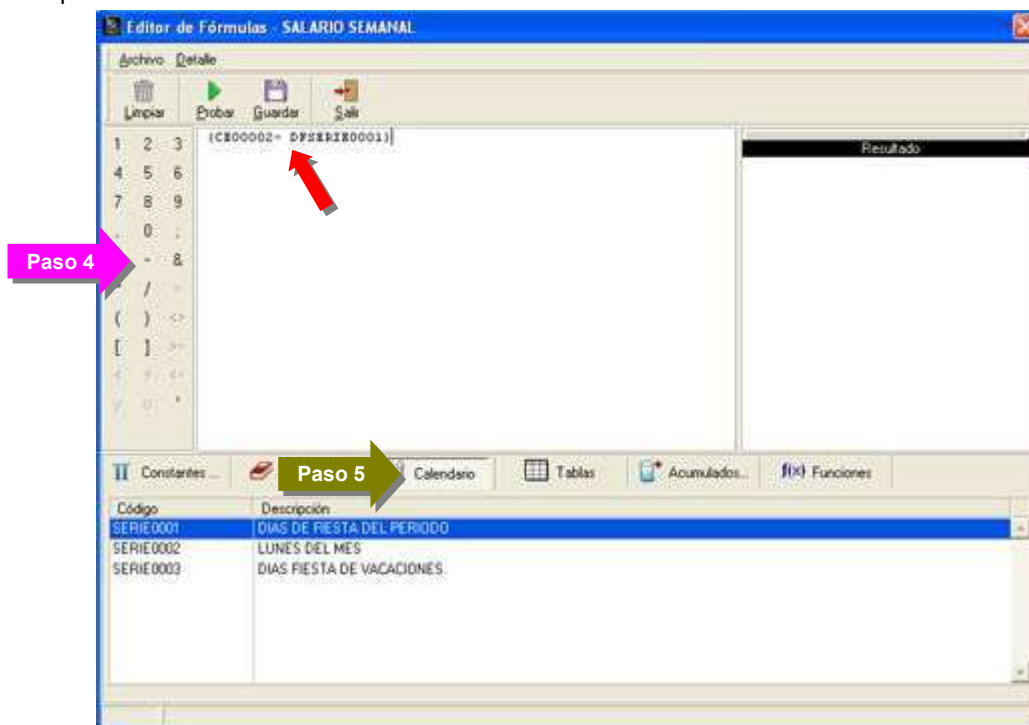 Editor de Fórmulas - SALARIO SEMANAL
Archivo Detalle
Limpiar Probar Guardar Salir
(CE00002- DFSERIE0001)
Resultado
1 2 3
4 5 6
7 8 9
. 0 ;
Paso 4
- &
/
( ) <>
[ ] >=
Constantes ... Paso 5 Calendario Tablas Acumulados... f(x) Funciones
Código Descripción
SERIE0001 DIAS DE FIESTA DEL PERIODO
SERIE0002 LUNES DEL MES
SERIE0003 DIAS FIESTA DE VACACIONES